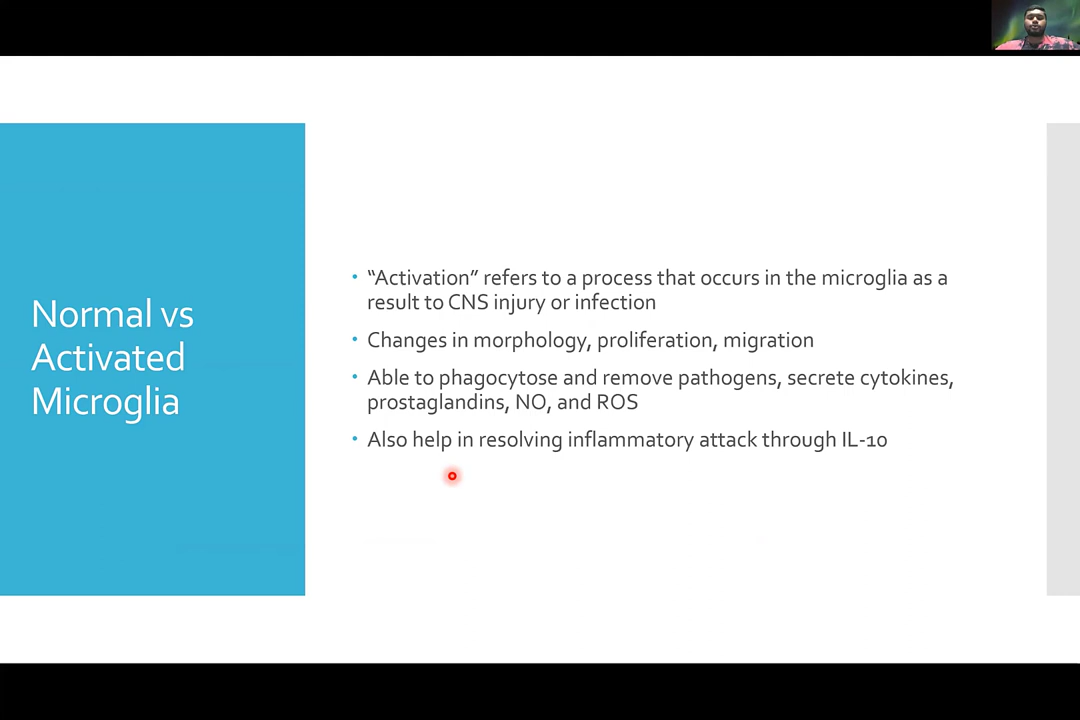 Normal vs
Activated
Microglia
• “Activation” refers to a process that occurs in the microglia as a
result to CNS injury or infection
• Changes in morphology, proliferation, migration
• Able to phagocytose and remove pathogens, secrete cytokines,
prostaglandins, NO, and ROS
• Also help in resolving inflammatory attack through IL-10